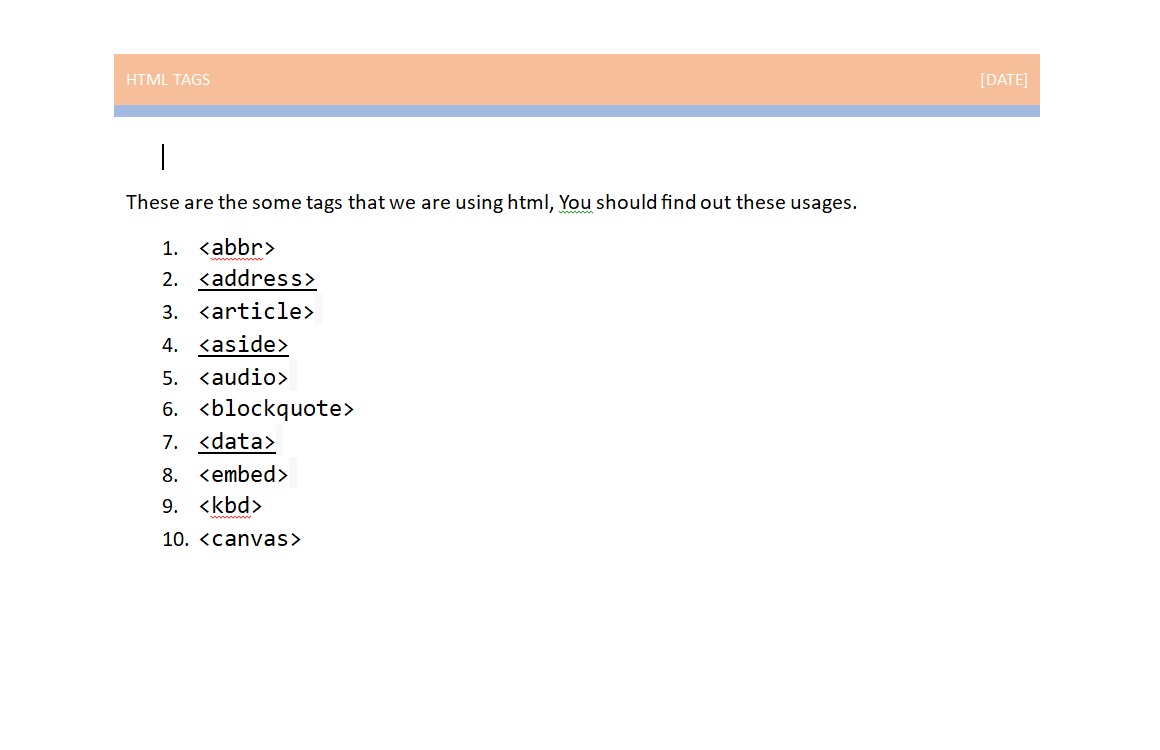 HTML TAGS [DATE]
These are the some tags that we are using html, You should find out these usages.
1. <abbr>
2. <address>
3. <article>
4. <aside>
5. <audio>
6. <blockquote>
7. <data>
8. <embed>
9. <kbd>
10. <canvas>